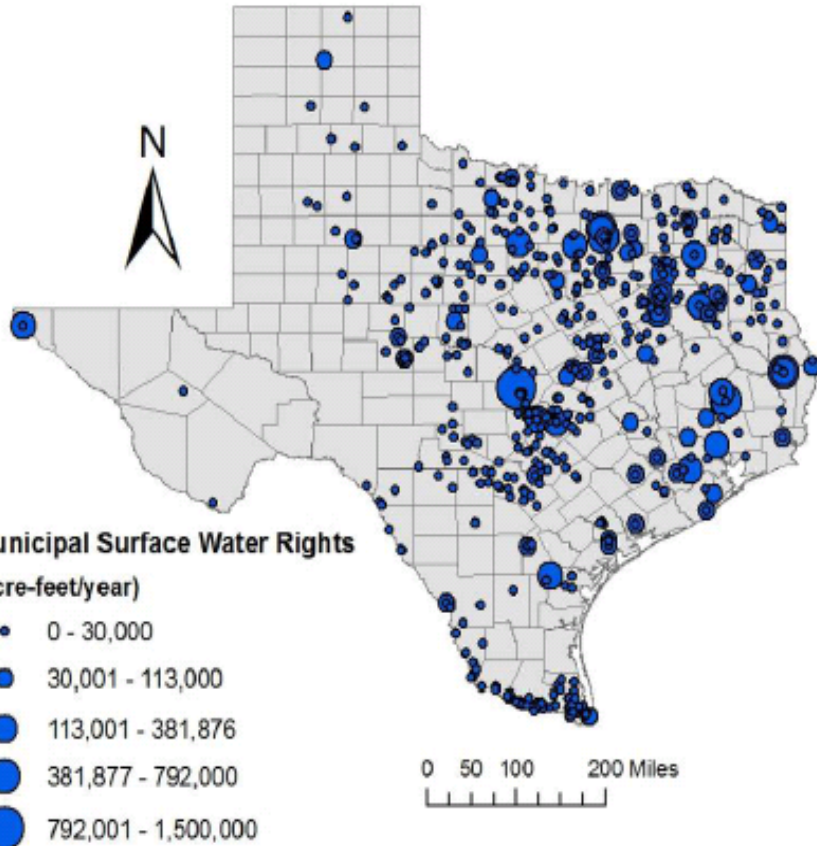 N
unicipal Surface Water Rights
cre-feet/year)
0 - 30,000
30,001 - 113,000
113,001 - 381,876
381,877 - 792,000
792,001 - 1,500,000
0 50 100 200 Miles